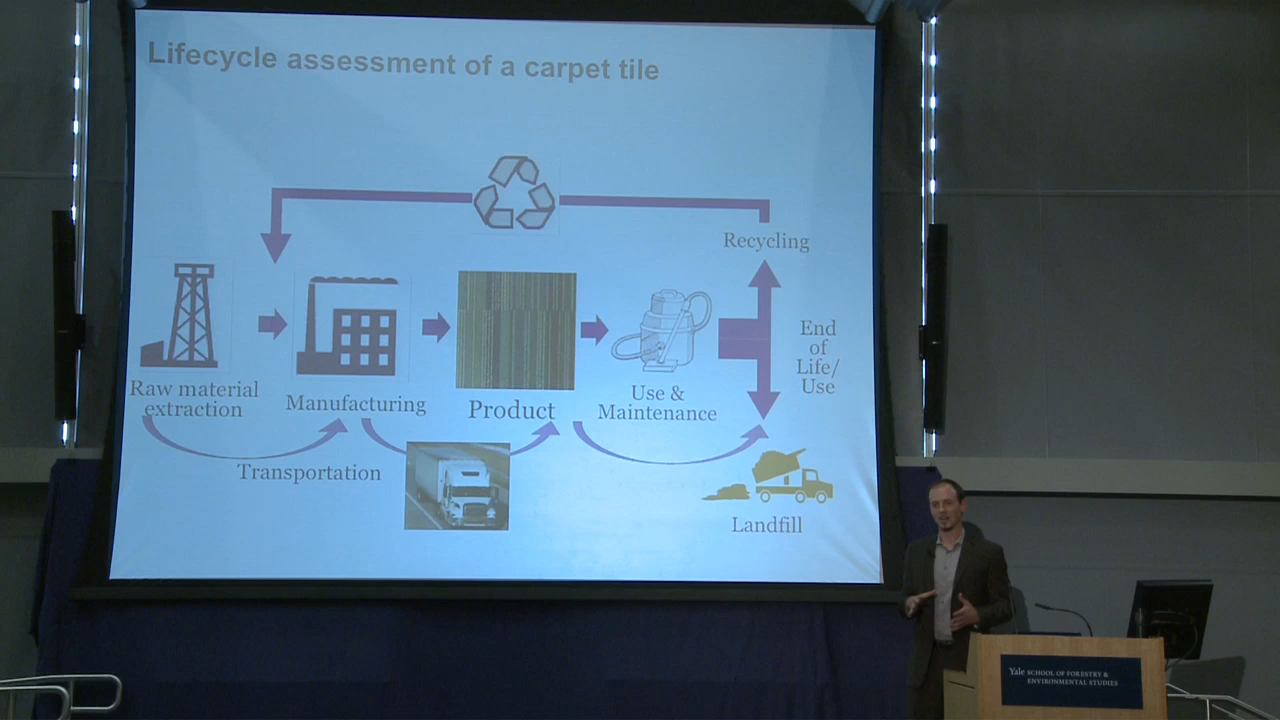 Lifecycle assessment of a carpet tile
Recycling
End
of
Life/
Use
Raw material
extraction
Manufacturing
Product
Use &
Maintenance
Transportation
Landfill
Yale SCHOOL OF FORESTRY &
ENVIRONMENTAL STUDIES